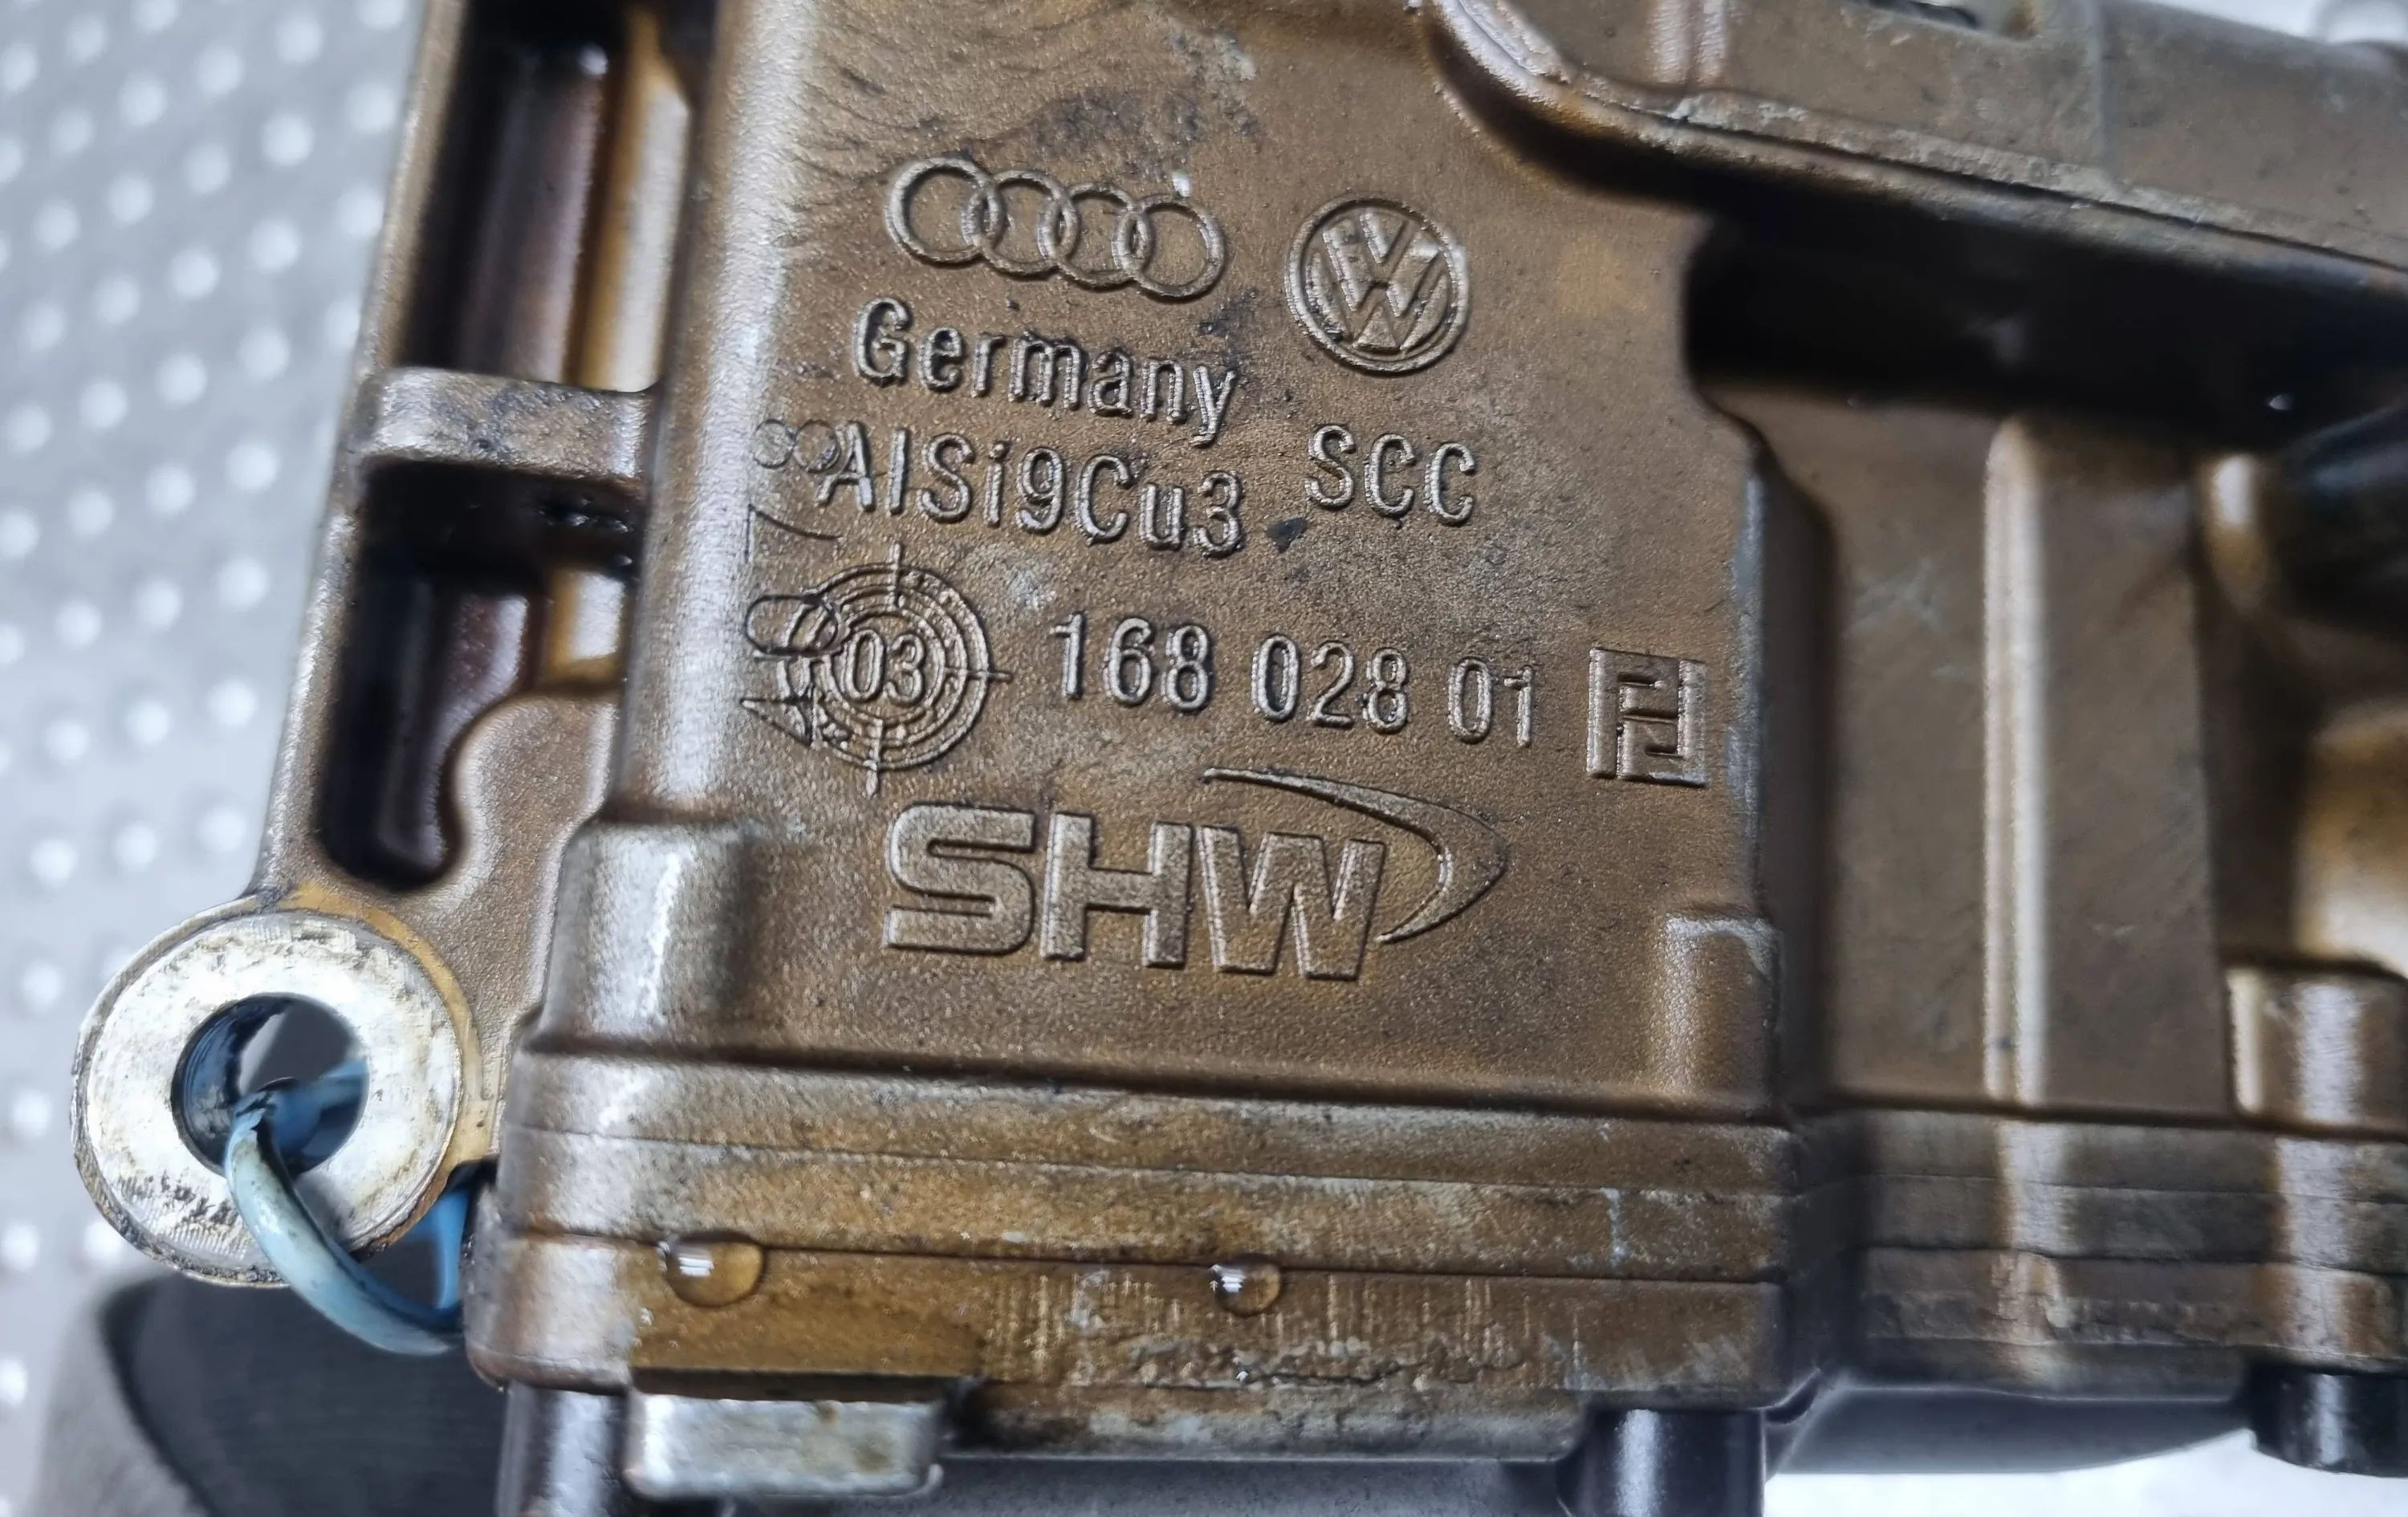 Germany
AlSi9Cu3 SCC
03 168 028 01
SHW